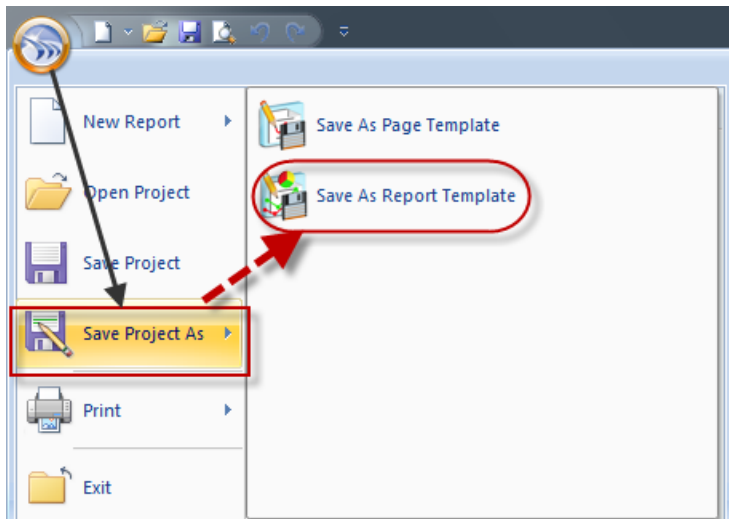 New Report
Open Project
Save Project
Save Project As
Print
Exit
Save As Page Template
Save As Report Template